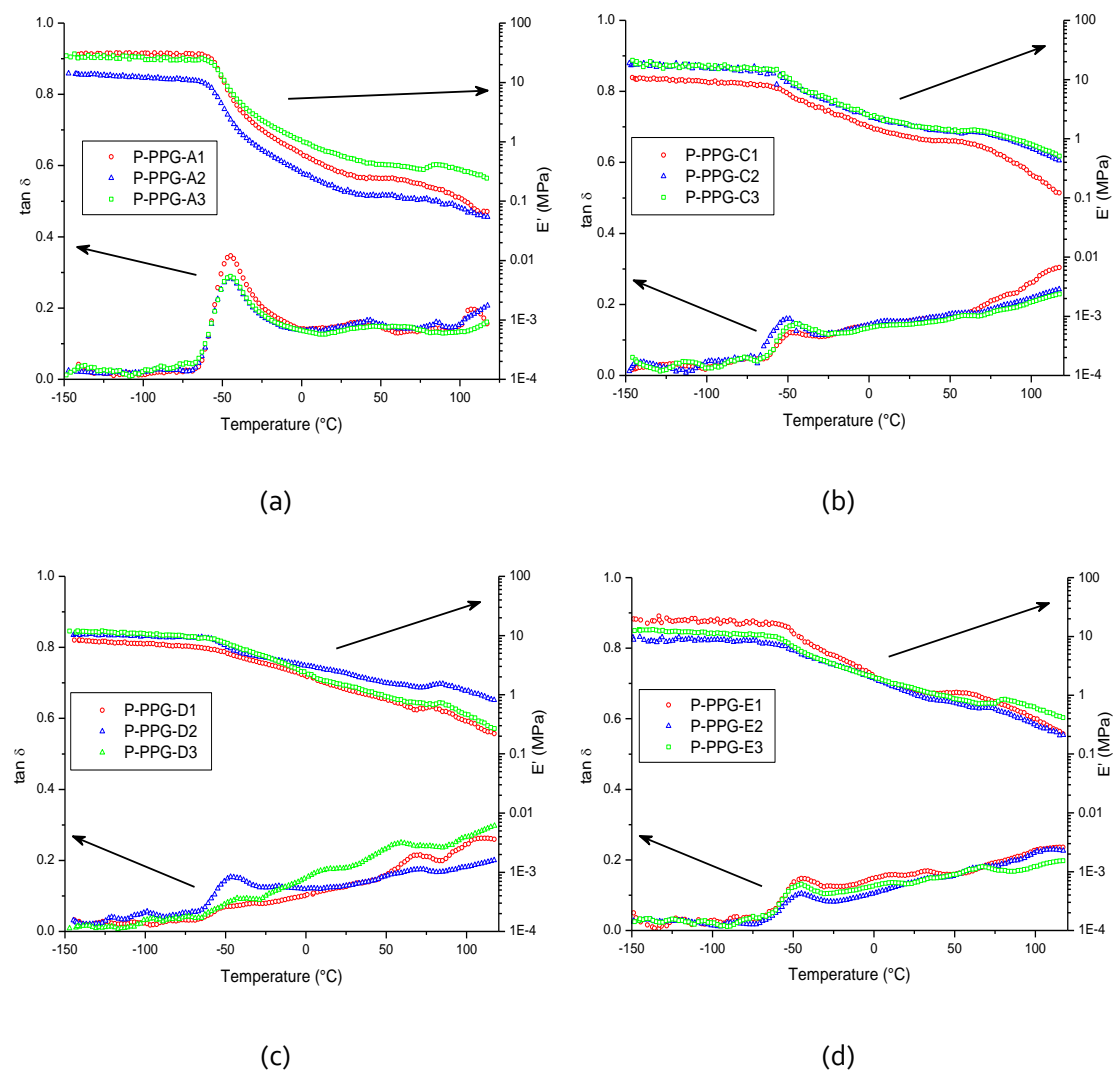 1.0
0.8
0.6
0.4
0.2
0.0
tan δ
100
10
1
0.1
0.01
1E-3
1E-4
E' (MPa)
P-PPG-A1
P-PPG-A2
P-PPG-A3
-150 -100 -50 0 50 100
Temperature (°C)
(a)
1.0
0.8
0.6
0.4
0.2
0.0
tan δ
100
10
1
0.1
0.01
1E-3
1E-4
E' (MPa)
P-PPG-C1
P-PPG-C2
P-PPG-C3
-150 -100 -50 0 50 100
Temperature (°C)
(b)
1.0
0.8
0.6
0.4
0.2
0.0
tan δ
100
10
1
0.1
0.01
1E-3
1E-4
E' (MPa)
P-PPG-D1
P-PPG-D2
P-PPG-D3
-150 -100 -50 0 50 100
Temperature (°C)
(c)
1.0
0.8
0.6
0.4
0.2
0.0
tan δ
100
10
1
0.1
0.01
1E-3
1E-4
E' (MPa)
P-PPG-E1
P-PPG-E2
P-PPG-E3
-150 -100 -50 0 50 100
Temperature (°C)
(d)